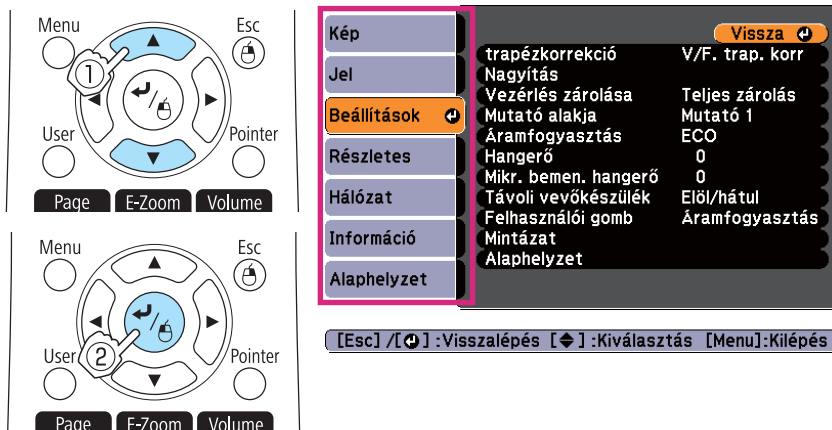 Menu Esc
1
User Pointer
Page E-Zoom Volume
Menu Esc
User 2 Pointer
Page E-Zoom Volume
Kép
Jel
Beállítások
Részletes
Hálózat
Információ
Alaphelyzet
Vissza
trapézkorrekció V/F. trap. korr
Nagyítás
Vezérlés zárolása Teljes zárolás
Mutató alakja Mutató 1
Áramfogyasztás ECO
Hangerő 0
Mikr. bemen. hangerő 0
Távoli vevőkészülék Elöl/hátul
Felhasználói gomb Áramfogyasztás
Mintázat
Alaphelyzet
[Esc] /[⏎] :Visszalépés [◆] :Kiválasztás [Menu]:Kilépés